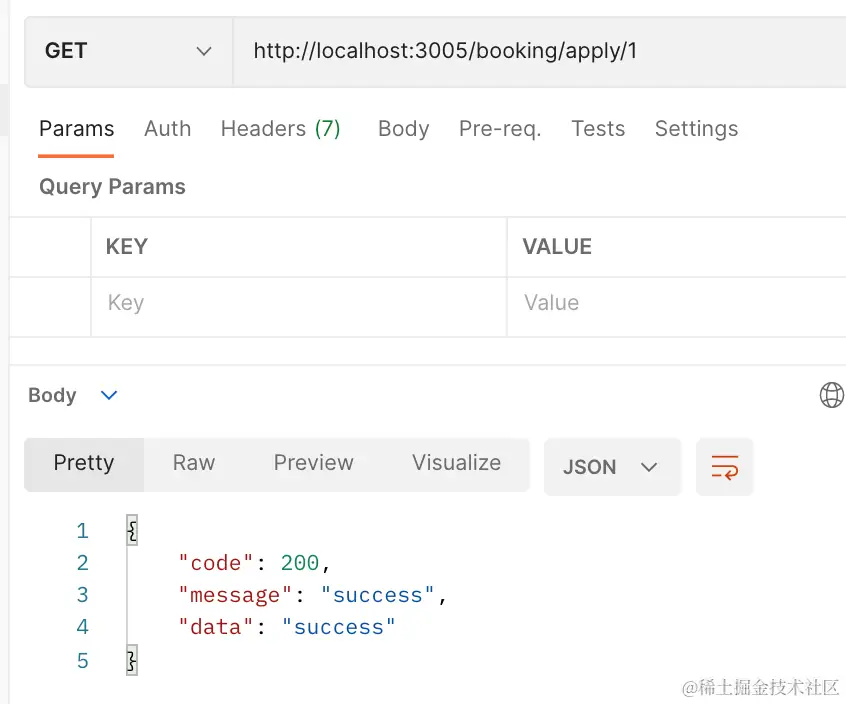 GET http://localhost:3005/booking/apply/1
Params Auth Headers (7) Body Pre-req. Tests Settings
Query Params
KEY VALUE
Key Value
Body
Pretty Raw Preview Visualize JSON
1 {
2 "code": 200,
3 "message": "success",
4 "data": "success"
5 }
@稀土掘金技术社区